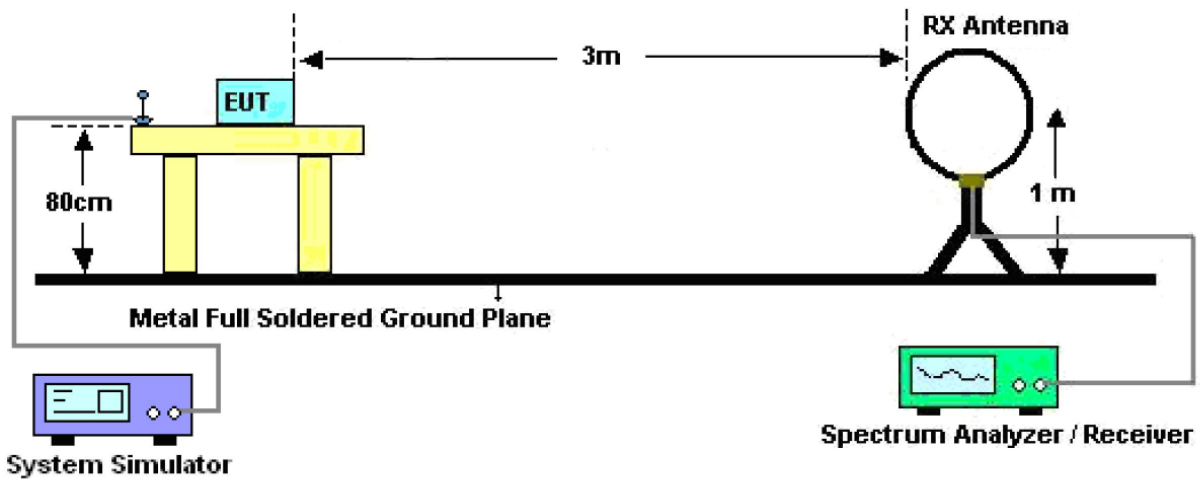 RX Antenna
3m
EUT
80cm
1 m
Metal Full Soldered Ground Plane
System Simulator
Spectrum Analyzer / Receiver